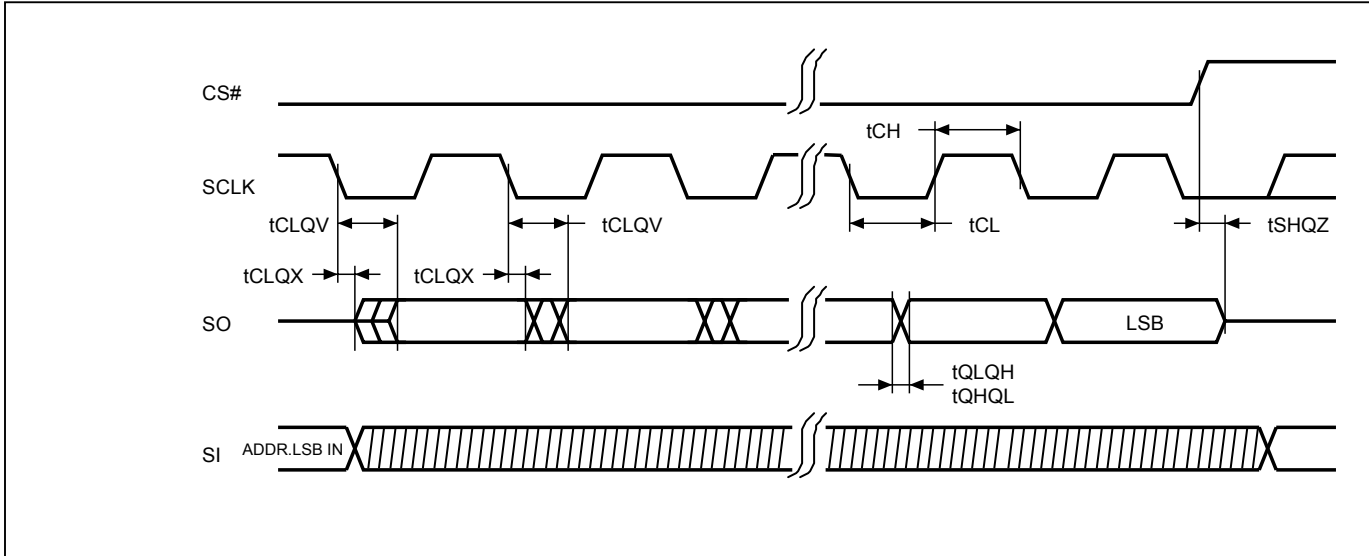 CS#
tCH
SCLK
tCLQV
tCLQV
tCL
tSHQZ
tCLQX
tCLQX
SO
LSB
tQLQH
tQHQL
SI
ADDR.LSB IN